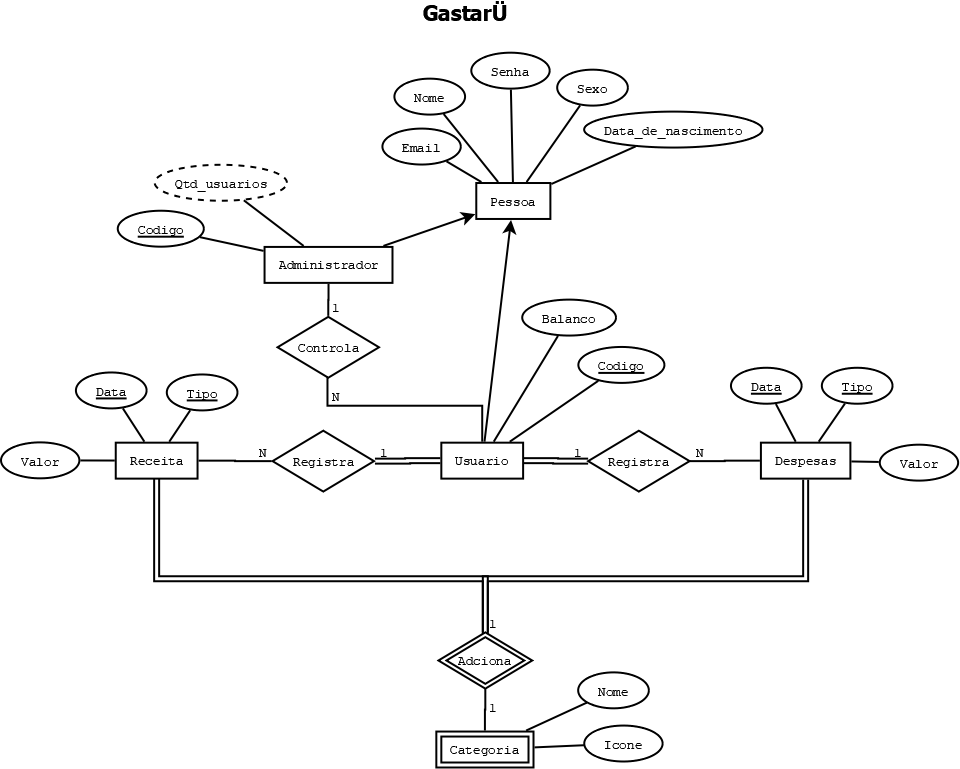 GastarÜ
Senha
Nome
Sexo
Data_de_nascimento
Email
Qtd_usuarios
Pessoa
Codigo
Administrador
1
Balanco
Controla
Codigo
Data
Tipo
N
Data
Tipo
Valor
Receita
N
Registra
1
Usuario
1
Registra
N
Despesas
Valor
1
Adciona
Nome
1
Categoria
Icone